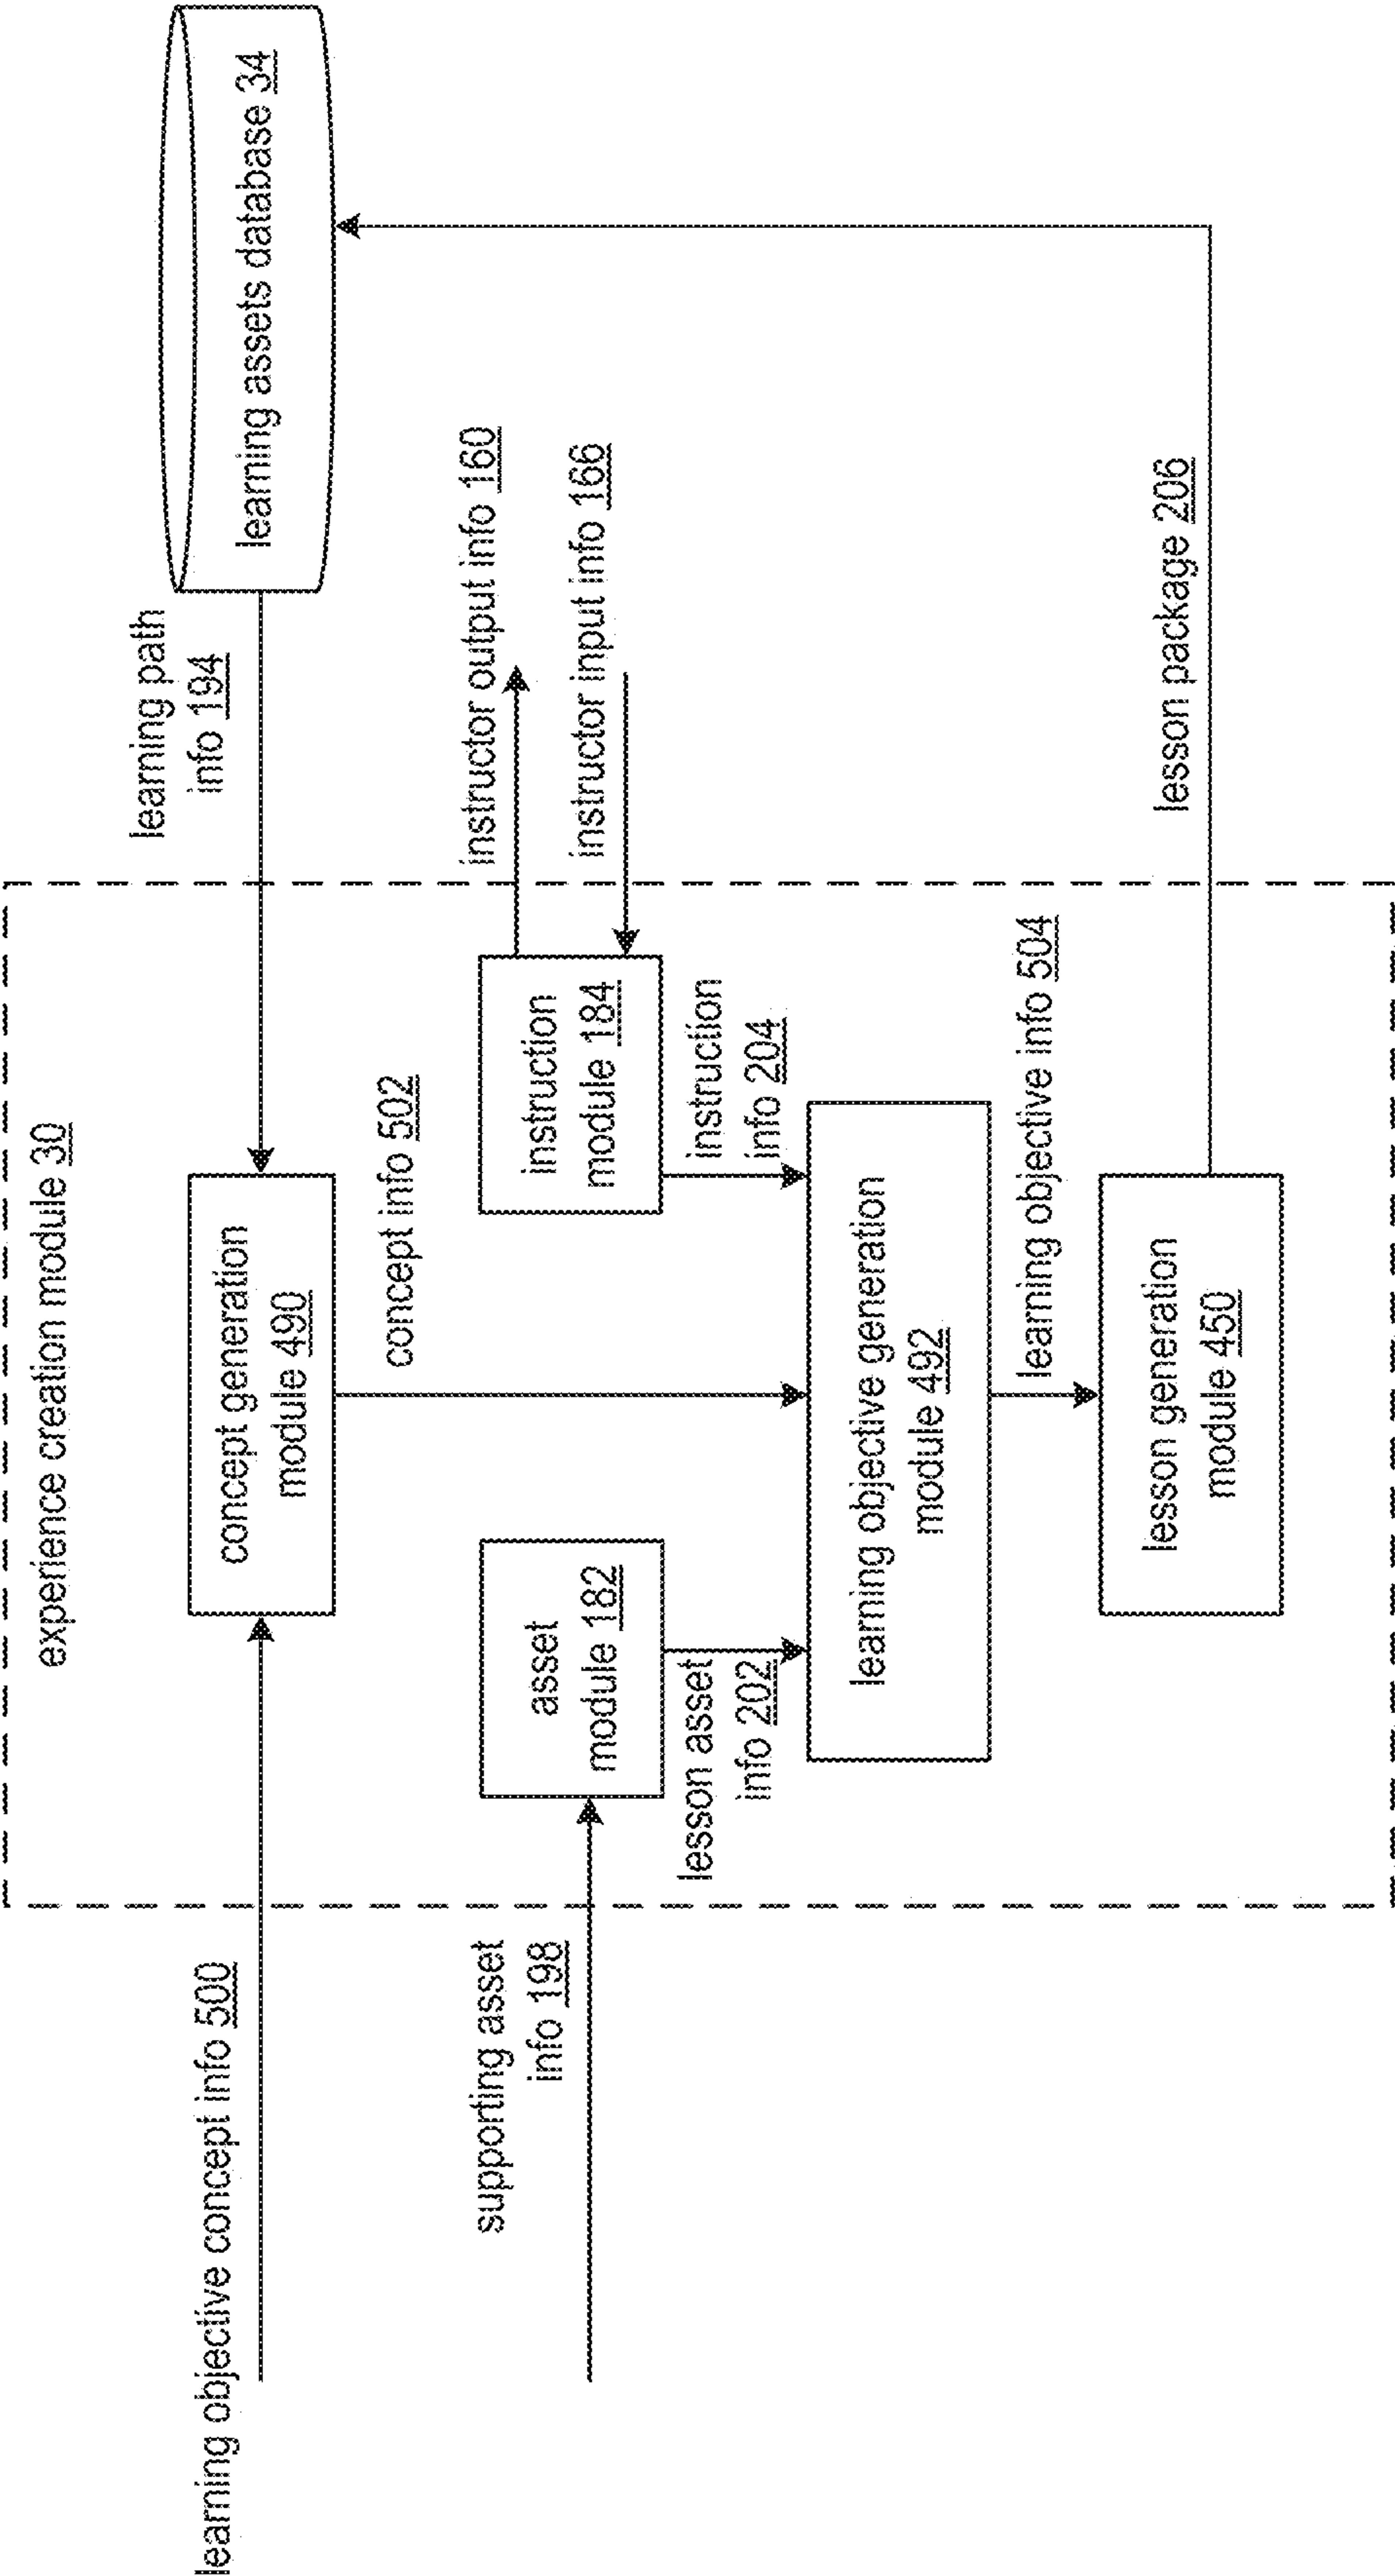 experience creation module 30
learning objective concept info 500
concept generation
module 490
learning path
info 194
learning assets database 34
concept info 502
supporting asset
info 198
asset
module 182
instruction
module 184
instructor output info 160
instructor input info 166
lesson asset
info 202
instruction
info 204
learning objective generation
module 492
learning objective info 504
lesson generation
module 450
lesson package 206